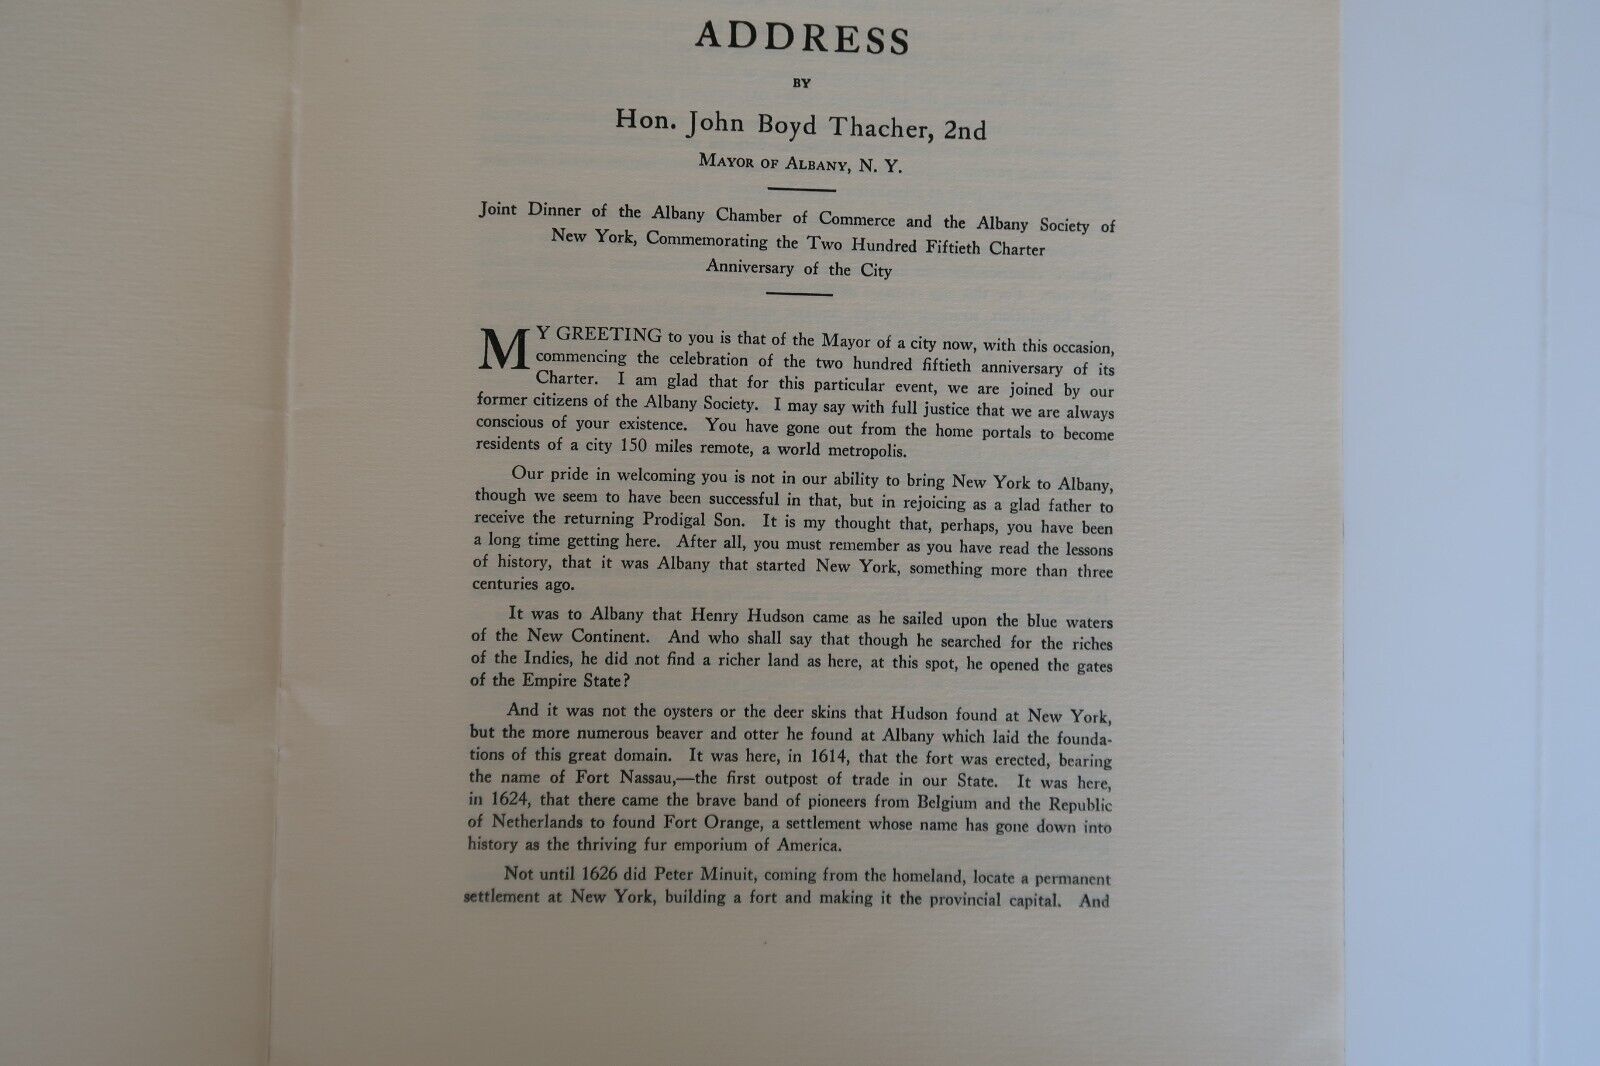 ADDRESS
BY
Hon. John Boyd Thacher, 2nd
Mayor of Albany, N. Y.
Joint Dinner of the Albany Chamber of Commerce and the Albany Society of
New York, Commemorating the Two Hundred Fiftieth Charter
Anniversary of the City
MY GREETING to you is that of the Mayor of a city now, with this occasion,
commencing the celebration of the two hundred fiftieth anniversary of its
Charter. I am glad that for this particular event, we are joined by our
former citizens of the Albany Society. I may say with full justice that we are always
conscious of your existence. You have gone out from the home portals to become
residents of a city 150 miles remote, a world metropolis.
Our pride in welcoming you is not in our ability to bring New York to Albany,
though we seem to have been successful in that, but in rejoicing as a glad father to
receive the returning Prodigal Son. It is my thought that, perhaps, you have been
a long time getting here. After all, you must remember as you have read the lessons
of history, that it was Albany that started New York, something more than three
centuries ago.
It was to Albany that Henry Hudson came as he sailed upon the blue waters
of the New Continent. And who shall say that though he searched for the riches
of the Indies, he did not find a richer land as here, at this spot, he opened the gates
of the Empire State?
And it was not the oysters or the deer skins that Hudson found at New York,
but the more numerous beaver and otter he found at Albany which laid the founda-
tions of this great domain. It was here, in 1614, that the fort was erected, bearing
the name of Fort Nassau,—the first outpost of trade in our State. It was here,
in 1624, that there came the brave band of pioneers from Belgium and the Republic
of Netherlands to found Fort Orange, a settlement whose name has gone down into
history as the thriving fur emporium of America.
Not until 1626 did Peter Minuit, coming from the homeland, locate a permanent
settlement at New York, building a fort and making it the provincial capital. And